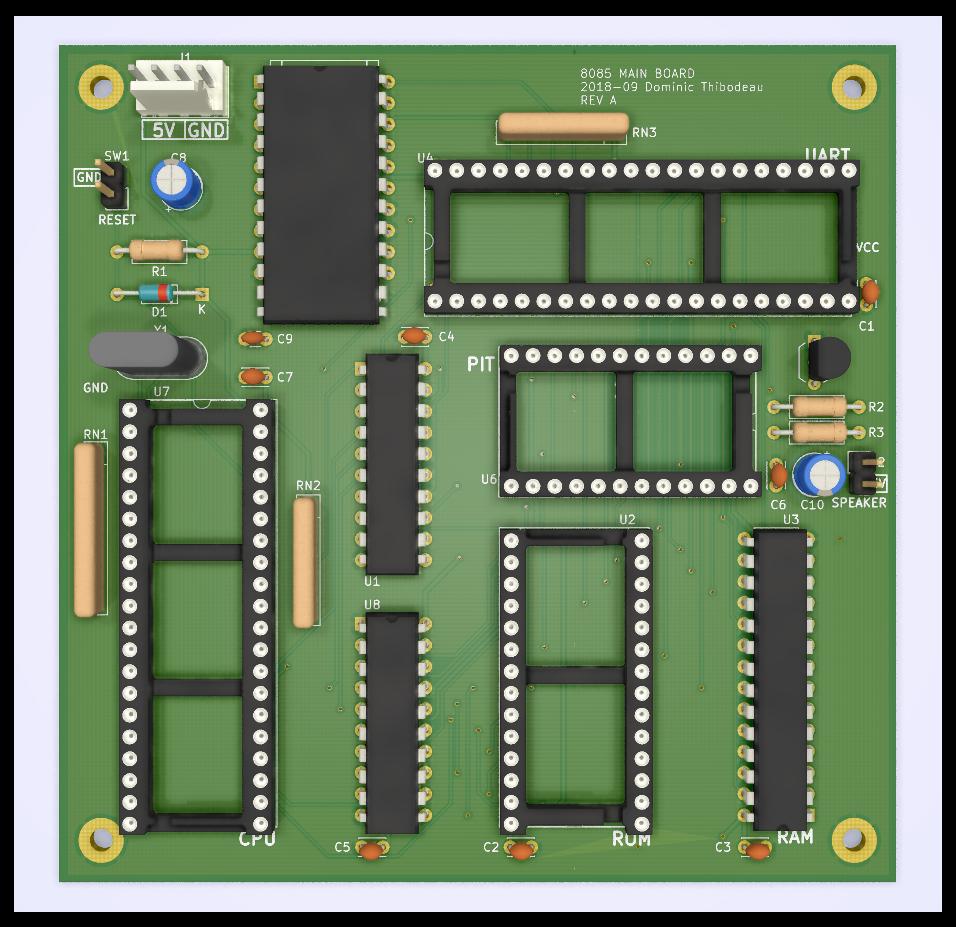 J1
8085 MAIN BOARD
2018-09 Dominic Thibodeau
REV A
5V GND
RN3
SW1
C8
U4
UART
GND
RESET
VCC
R1
D1
K
C1
Y1
C9
C4
PIT
C7
GND
U7
R2
R3
RN1
U6
RN2
C6
C10
SPEAKER
U2
U3
U1
U8
CPU
ROM
RAM
C5
C2
C3